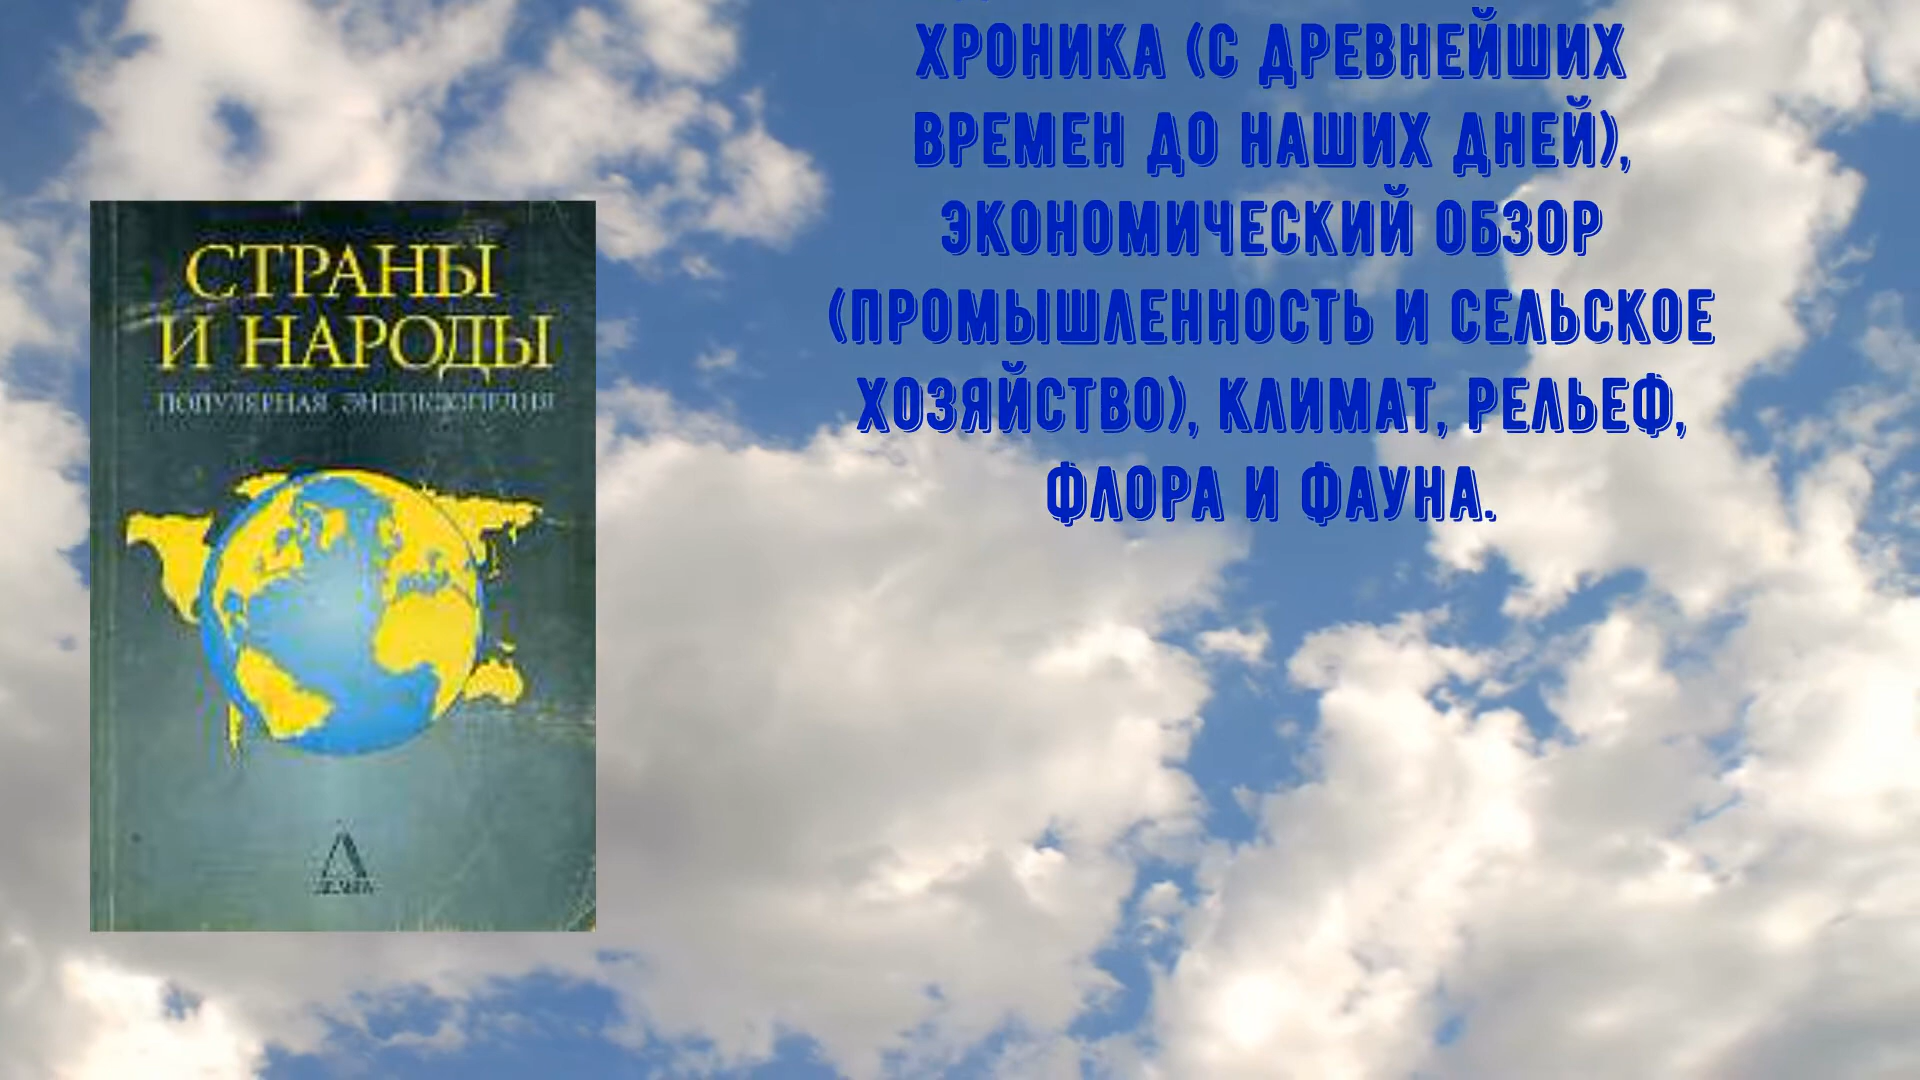 ХРОНИКА (С ДРЕВНЕЙШИХ
ВРЕМЕН ДО НАШИХ ДНЕЙ),
ЭКОНОМИЧЕСКИЙ ОБЗОР
(ПРОМЫШЛЕННОСТЬ И СЕЛЬСКОЕ
ХОЗЯЙСТВО), КЛИМАТ, РЕЛЬЕФ,
ФЛОРА И ФАУНА.
СТРАНЫ
И НАРОДЫ
ПОПУЛЯРНАЯ ЭНЦИКЛОПЕДИЯ